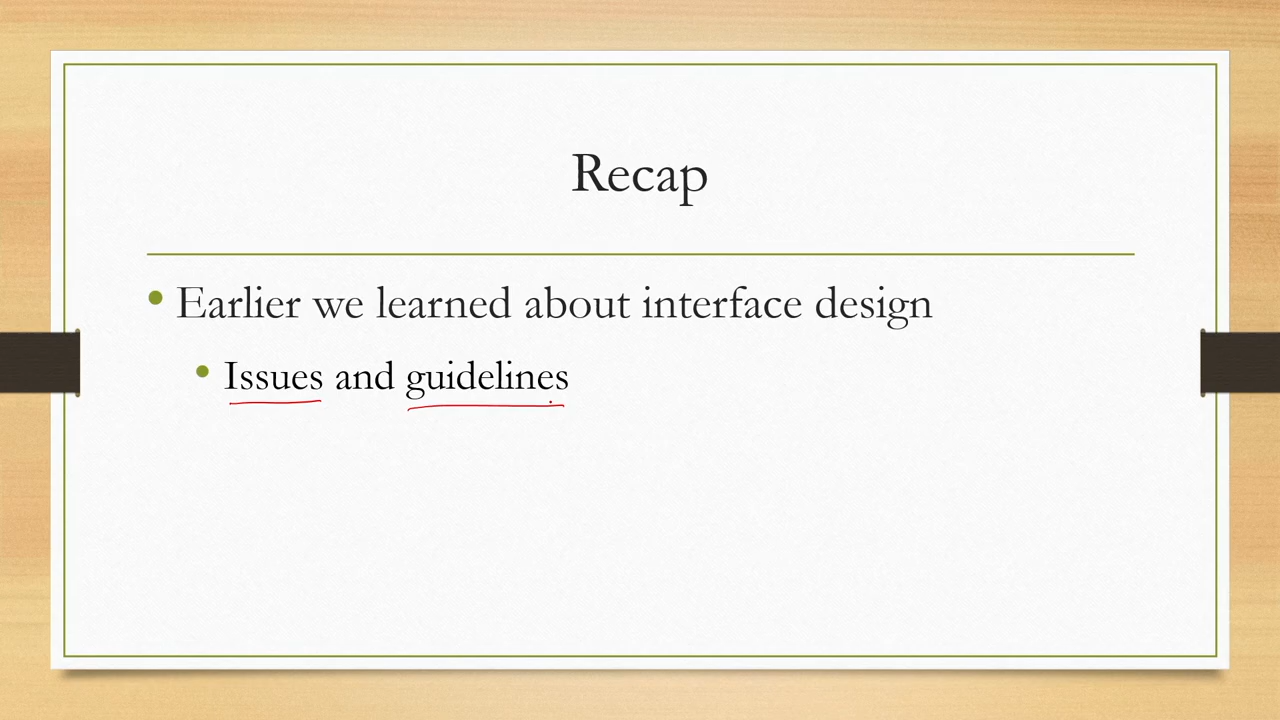 Recap
Earlier we learned about interface design
Issues and guidelines